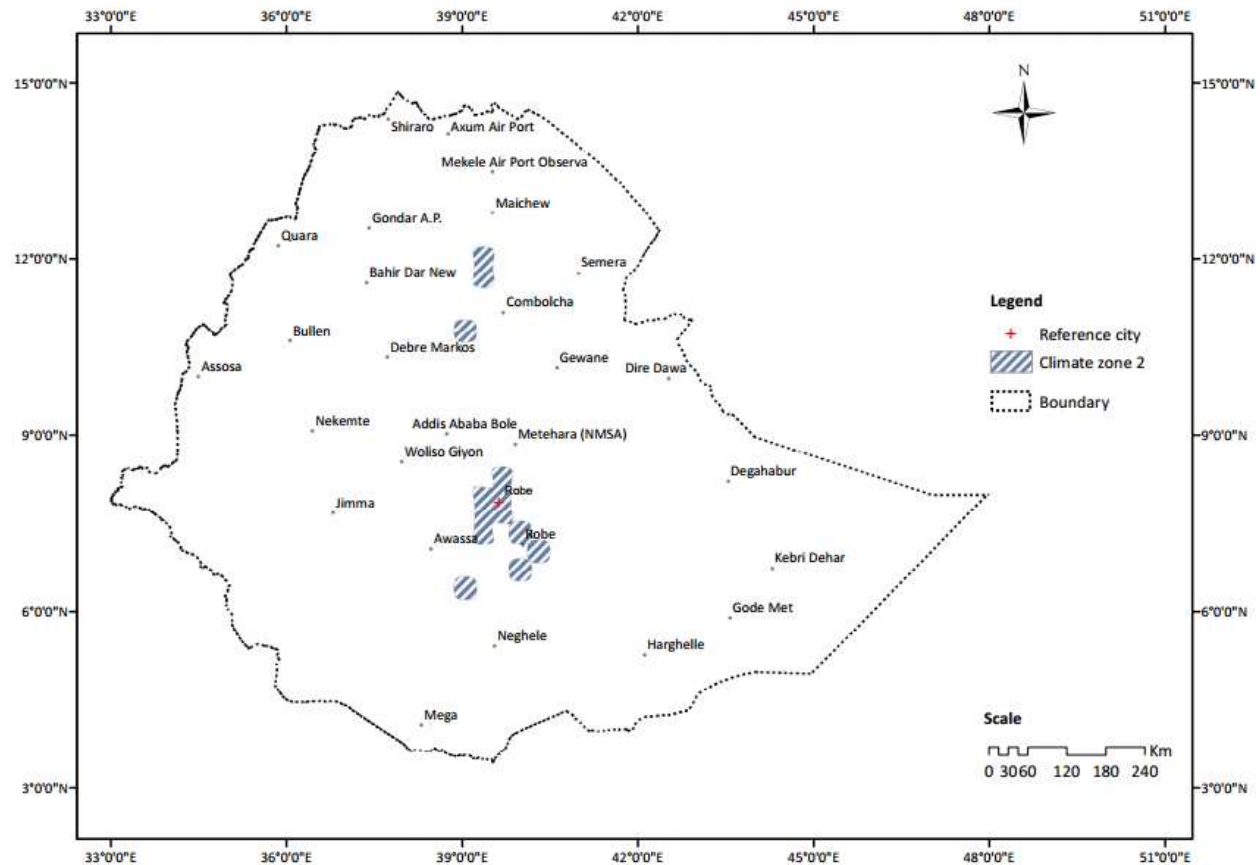 33°0'0"E 36°0'0"E 39°0'0"E 42°0'0"E 45°0'0"E 48°0'0"E 51°0'0"E
N
15°0'0"N 15°0'0"N
Shiraro Axum Air Port
Mekele Air Port Observa
Maichew
Gondar A.P.
Quara
12°0'0"N 12°0'0"N
Semera
Bahir Dar New
Legend
Combolcha
Reference city
Bullen
Debre Markos
Climate zone 2
Gewane
Assosa
Dire Dawa
Boundary
Nekemte
Addis Ababa Bole
9°0'0"N 9°0'0"N
Metehara (NMSA)
Woliso Giyon
Degahabur
Robe
Jimma
Awassa
Robe
Kebri Dehar
6°0'0"N 6°0'0"N
Gode Met
Neghele
Harghelle
Mega
Scale
Km
0 30 60 120 180 240
3°0'0"N 3°0'0"N
33°0'0"E 36°0'0"E 39°0'0"E 42°0'0"E 45°0'0"E 48°0'0"E 51°0'0"E